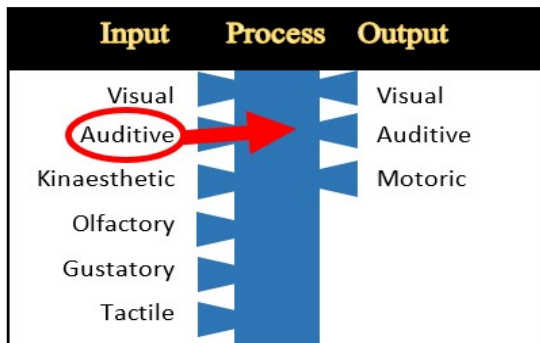 Input Process Output
Visual Visual
Auditive Auditive
Kinaesthetic Motoric
Olfactory
Gustatory
Tactile